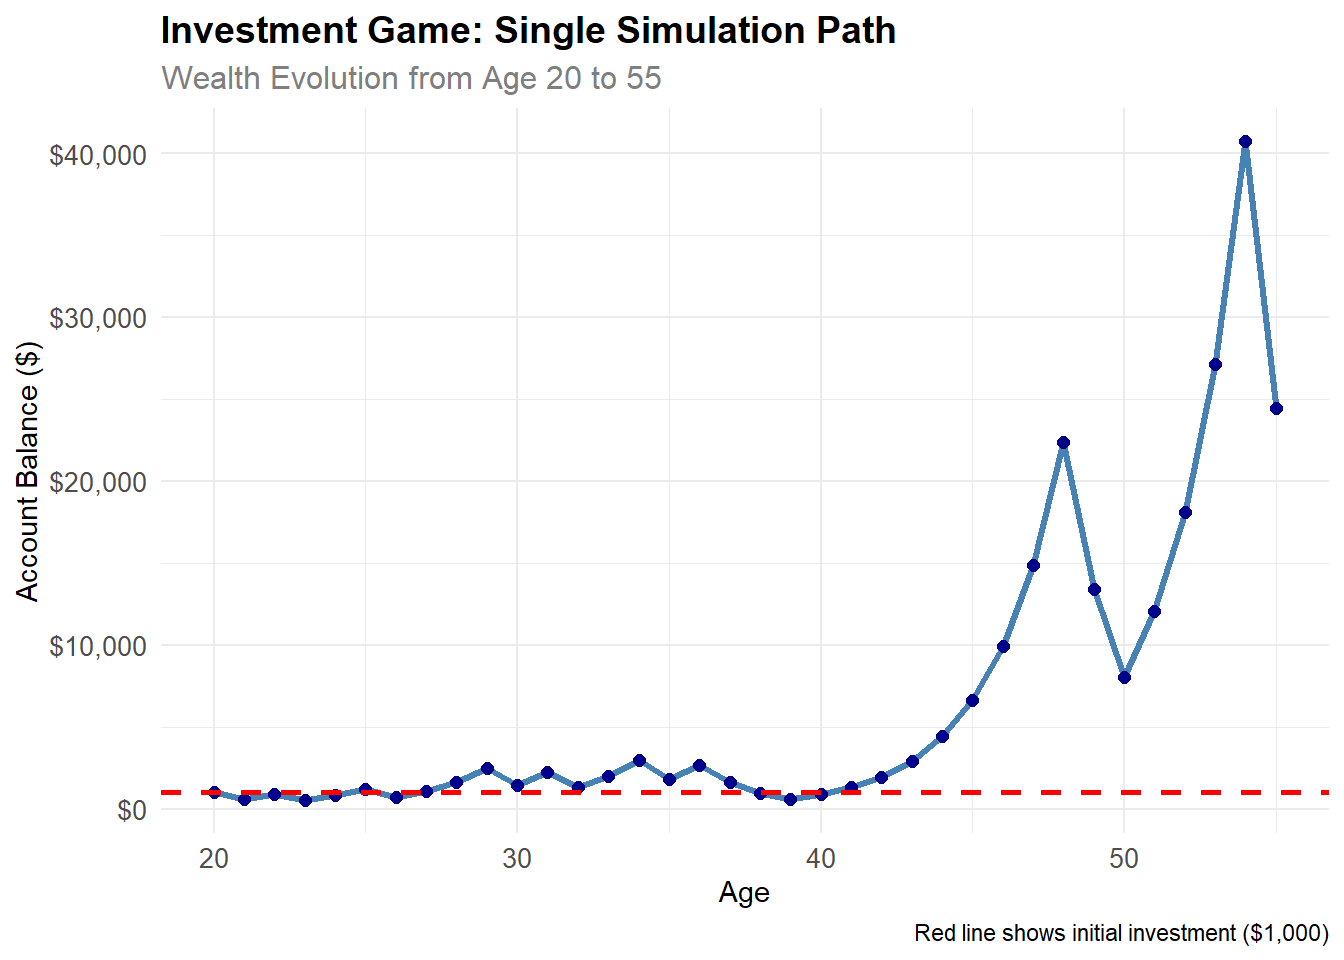 Investment Game: Single Simulation Path
Wealth Evolution from Age 20 to 55
Account Balance ($)
$40,000
$30,000
$20,000
$10,000
$0
20 30 40 50
Age
Red line shows initial investment ($1,000)